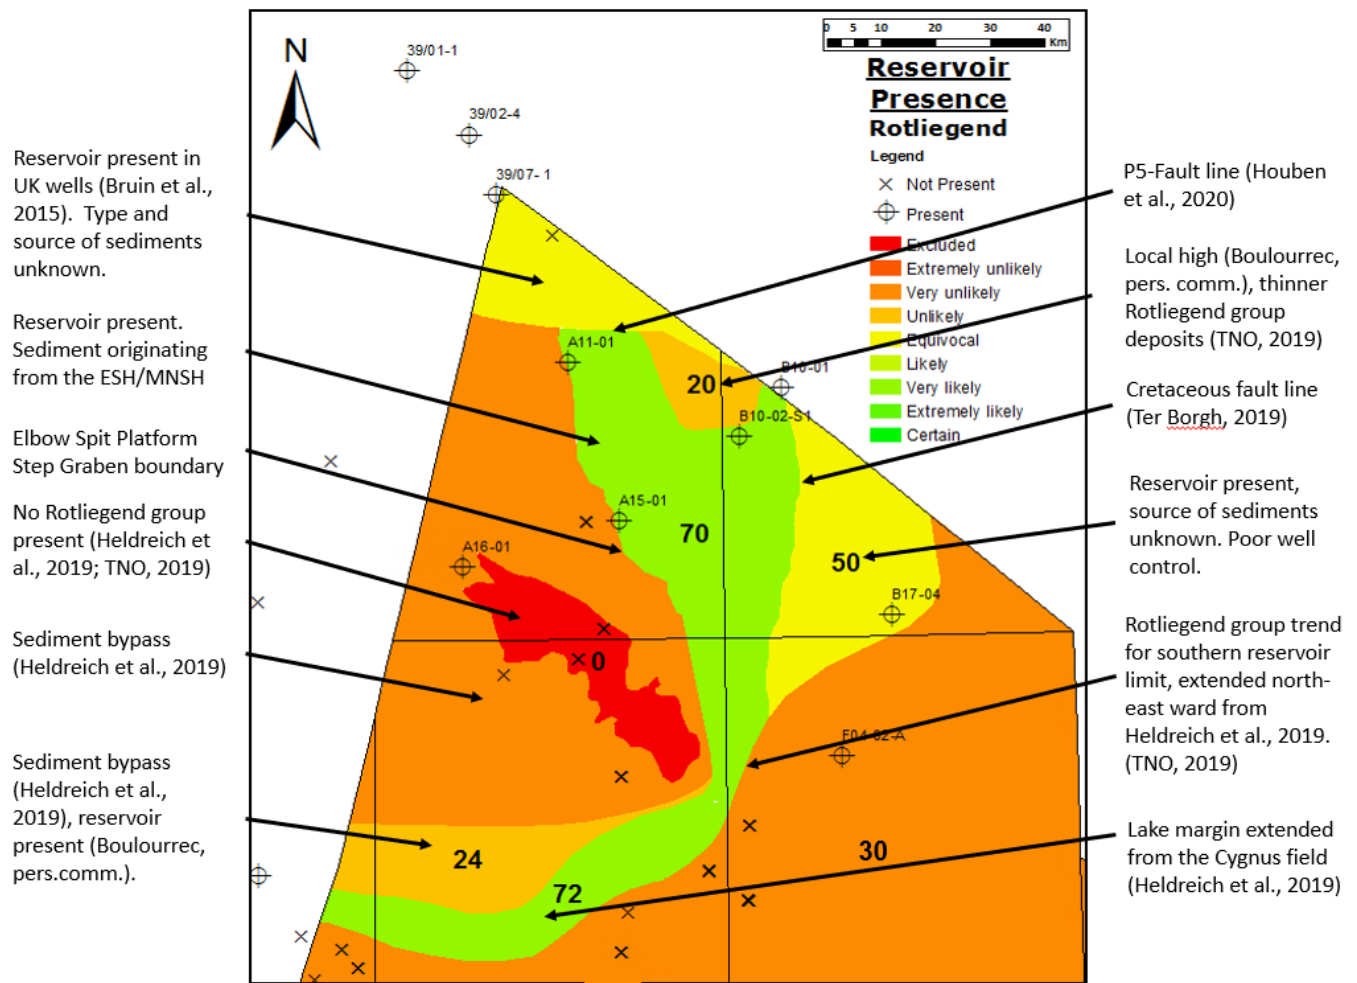 N
39/01-1
39/02-4
39/07- 1
0 5 10 20 30 40
Km
Reservoir
Presence
Rotliegend
Legend
Not Present
Present
Excluded
Extremely unlikely
Very unlikely
Unlikely
Equivocal
Likely
Very likely
Extremely likely
Certain
Reservoir present in
UK wells (Bruin et al.,
2015). Type and
source of sediments
unknown.
Reservoir present.
Sediment originating
from the ESH/MNSH
Elbow Spit Platform
Step Graben boundary
No Rotliegend group
present (Heldreich et
al., 2019; TNO, 2019)
Sediment bypass
(Heldreich et al., 2019)
Sediment bypass
(Heldreich et al.,
2019), reservoir
present (Boulourrec,
pers.comm.).
A11-01
B10-01
20
B10-02-S1
A15-01
70
A16-01
50
B17-04
0
F04-02-A
24
30
72
P5-Fault line (Houben
et al., 2020)
Local high (Boulourrec,
pers. comm.), thinner
Rotliegend group
deposits (TNO, 2019)
Cretaceous fault line
(Ter Borgh, 2019)
Reservoir present,
source of sediments
unknown. Poor well
control.
Rotliegend group trend
for southern reservoir
limit, extended north-
east ward from
Heldreich et al., 2019.
(TNO, 2019)
Lake margin extended
from the Cygnus field
(Heldreich et al., 2019)